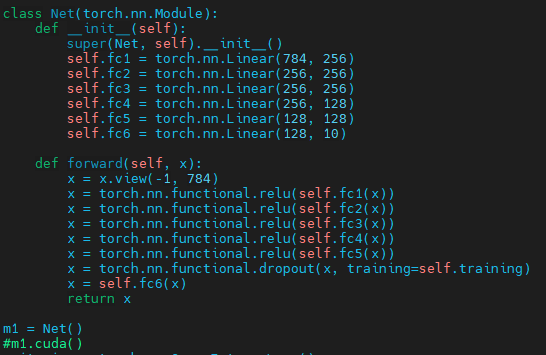 class Net(torch.nn.Module):
    def __init__(self):
        super(Net, self).__init__()
        self.fc1 = torch.nn.Linear(784, 256)
        self.fc2 = torch.nn.Linear(256, 256)
        self.fc3 = torch.nn.Linear(256, 256)
        self.fc4 = torch.nn.Linear(256, 128)
        self.fc5 = torch.nn.Linear(128, 128)
        self.fc6 = torch.nn.Linear(128, 10)

    def forward(self, x):
        x = x.view(-1, 784)
        x = torch.nn.functional.relu(self.fc1(x))
        x = torch.nn.functional.relu(self.fc2(x))
        x = torch.nn.functional.relu(self.fc3(x))
        x = torch.nn.functional.relu(self.fc4(x))
        x = torch.nn.functional.relu(self.fc5(x))
        x = torch.nn.functional.dropout(x, training=self.training)
        x = self.fc6(x)
        return x

m1 = Net()
#m1.cuda()